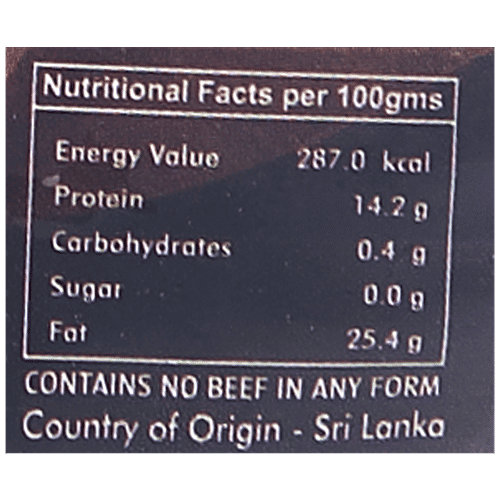 Nutritional Facts per 100gms
Energy Value 287.0 kcal
Protein 14.2 g
Carbohydrates 0.4 g
Sugar 0.0 g
Fat 25.4 g
CONTAINS NO BEEF IN ANY FORM
Country of Origin - Sri Lanka